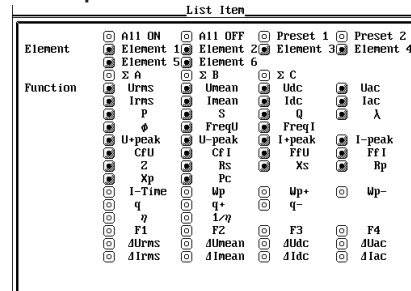 List Item
All ON All OFF Preset 1 Preset 2
Element Element 1 Element 2 Element 3 Element 4
Element 5 Element 6
Σ A Σ B Σ C
Function Urms Umean Udc Uac
Irms Imean Idc Iac
P S Q λ
ϕ FreqU FreqI
U+peak U-peak I+peak I-peak
CfU CfI FfU FfI
Z Rs Xs Rp
Xp Pc
I-Time Wp Wp+ Wp-
q q+ q-
η 1/η
F1 F2 F3 F4
ΔUrms ΔUmean ΔUdc ΔUac
ΔIrms ΔImean ΔIdc ΔIac